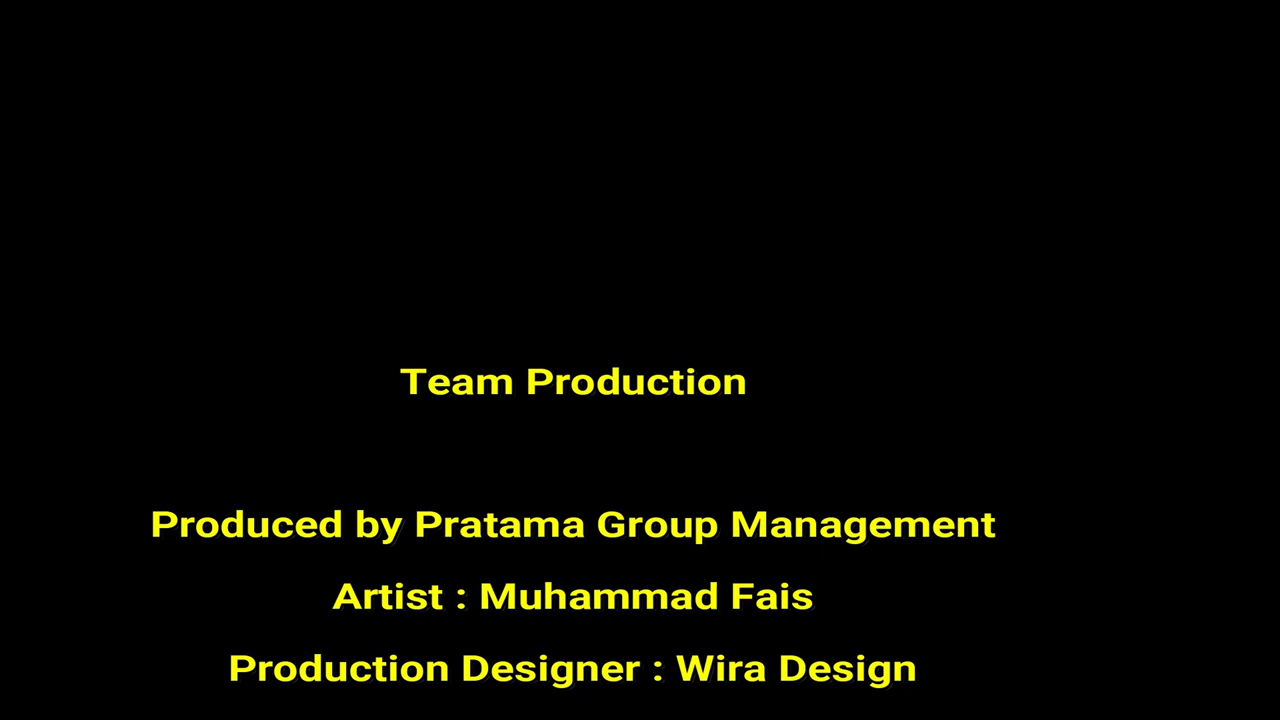 Team Production
Produced by Pratama Group Management
Artist : Muhammad Fais
Production Designer : Wira Design